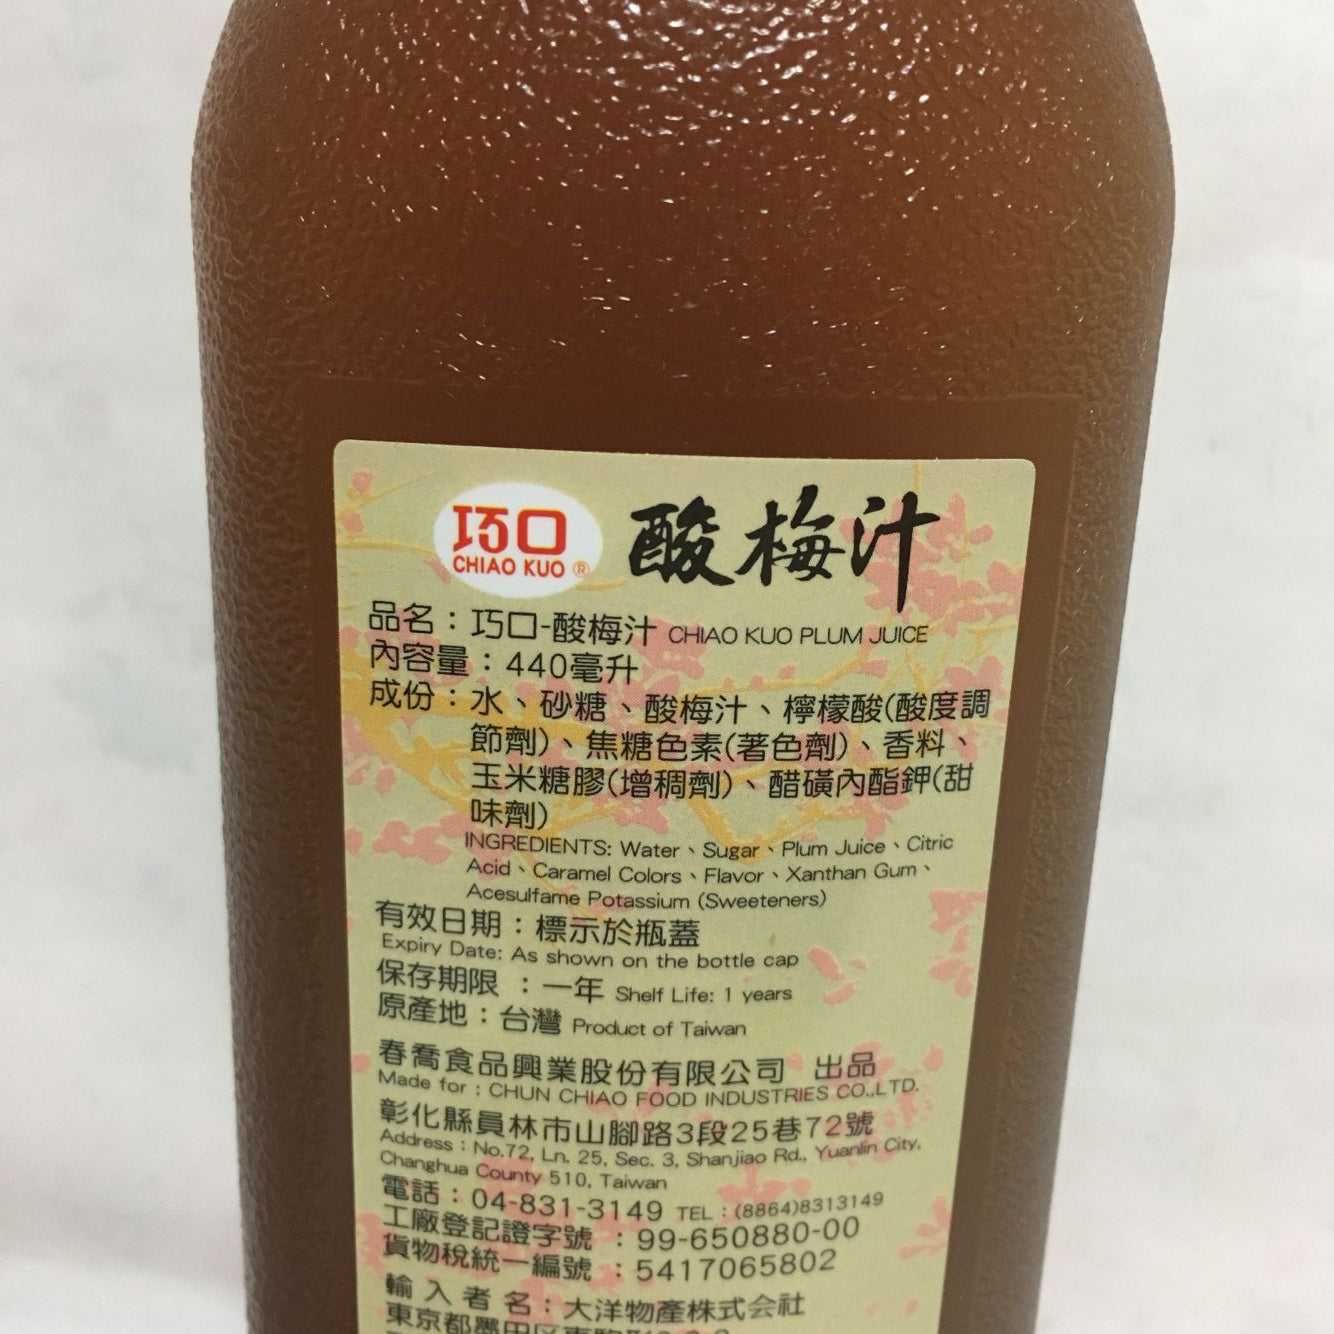 巧口
CHIAO KUO ®
酸梅汁
品名：巧口-酸梅汁 CHIAO KUO PLUM JUICE
內容量：440毫升
成份：水、砂糖、酸梅汁、檸檬酸(酸度調
節劑)、焦糖色素(著色劑)、香料、
玉米糖膠(增稠劑)、醋磺內酯鉀(甜
味劑)
INGREDIENTS: Water、Sugar、Plum Juice、Citric
Acid、Caramel Colors、Flavor、Xanthan Gum、
Acesulfame Potassium (Sweeteners)
有效日期：標示於瓶蓋
Expiry Date: As shown on the bottle cap
保存期限：一年 Shelf Life: 1 years
原產地：台灣 Product of Taiwan
春喬食品興業股份有限公司 出品
Made for : CHUN CHIAO FOOD INDUSTRIES CO.,LTD.
彰化縣員林市山腳路3段25巷72號
Address : No.72, Ln. 25, Sec. 3, Shanjiao Rd., Yuanlin City,
Changhua County 510, Taiwan
電話：04-831-3149 TEL : (8864)8313149
工廠登記證字號：99-650880-00
貨物稅統一編號：5417065802
輸入者名：大洋物産株式会社
東京都墨田区